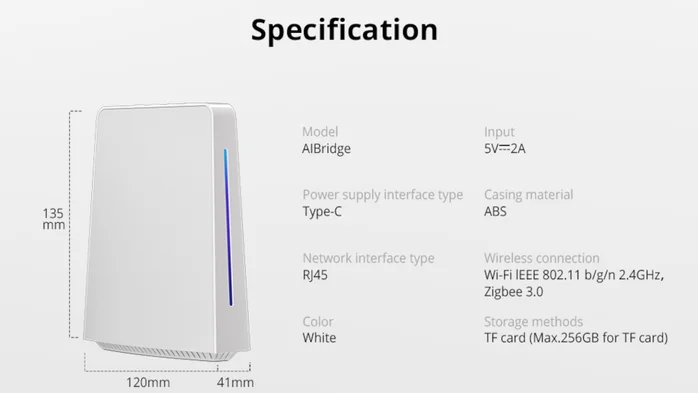 Specification
Model
AIBridge
Input
5V⎓2A
Power supply interface type
Type-C
Casing material
ABS
Network interface type
RJ45
Wireless connection
Wi-Fi lEEE 802.11 b/g/n 2.4GHz,
Zigbee 3.0
Color
White
Storage methods
TF card (Max.256GB for TF card)
135
mm
120mm
41mm